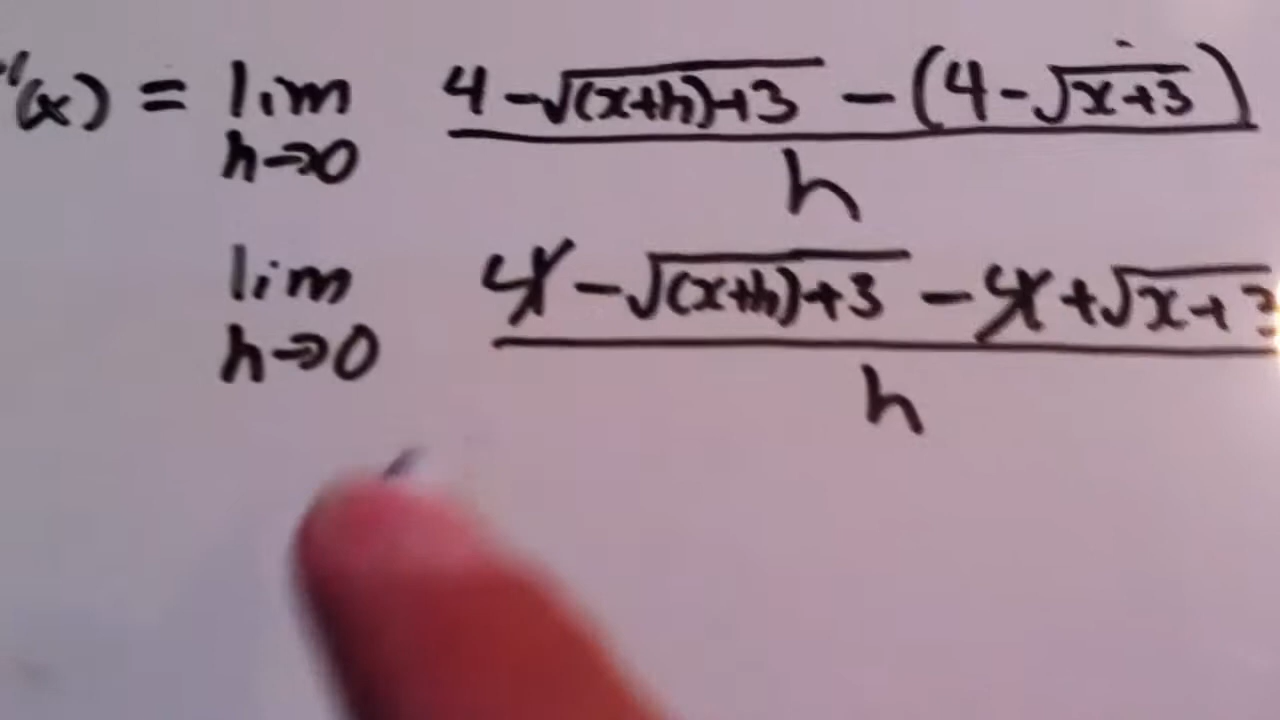 '(x) = lim 4 - √(x+h)+3 - (4 - √x+3)
h→0 h
lim 4 - √(x+h)+3 - 4 + √x+3
h→0 h